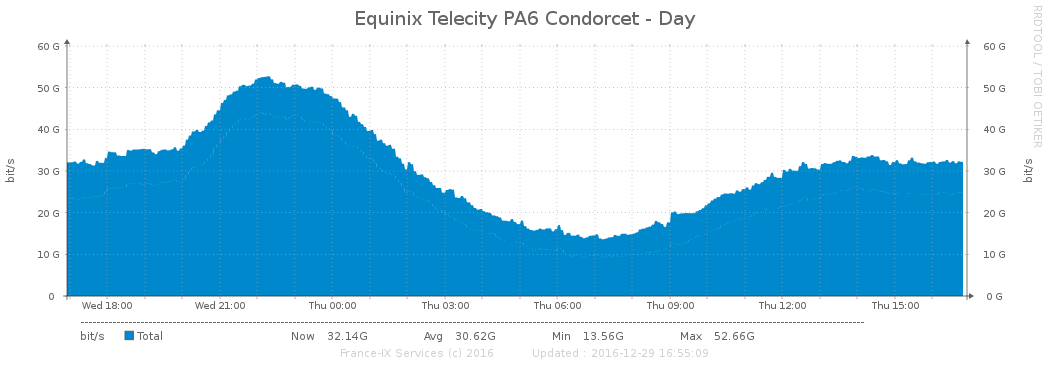 Equinix Telecity PA6 Condorcet - Day
RRDTOOL / TOBI OETIKER
60 G 60 G
50 G 50 G
40 G 40 G
30 G 30 G
20 G 20 G
10 G 10 G
0 0 G
bit/s
bit/s
Wed 18:00 Wed 21:00 Thu 00:00 Thu 03:00 Thu 06:00 Thu 09:00 Thu 12:00 Thu 15:00
bit/s Total Now 32.14G Avg 30.62G Min 13.56G Max 52.66G
France-IX Services (c) 2016 Updated : 2016-12-29 16:55:09